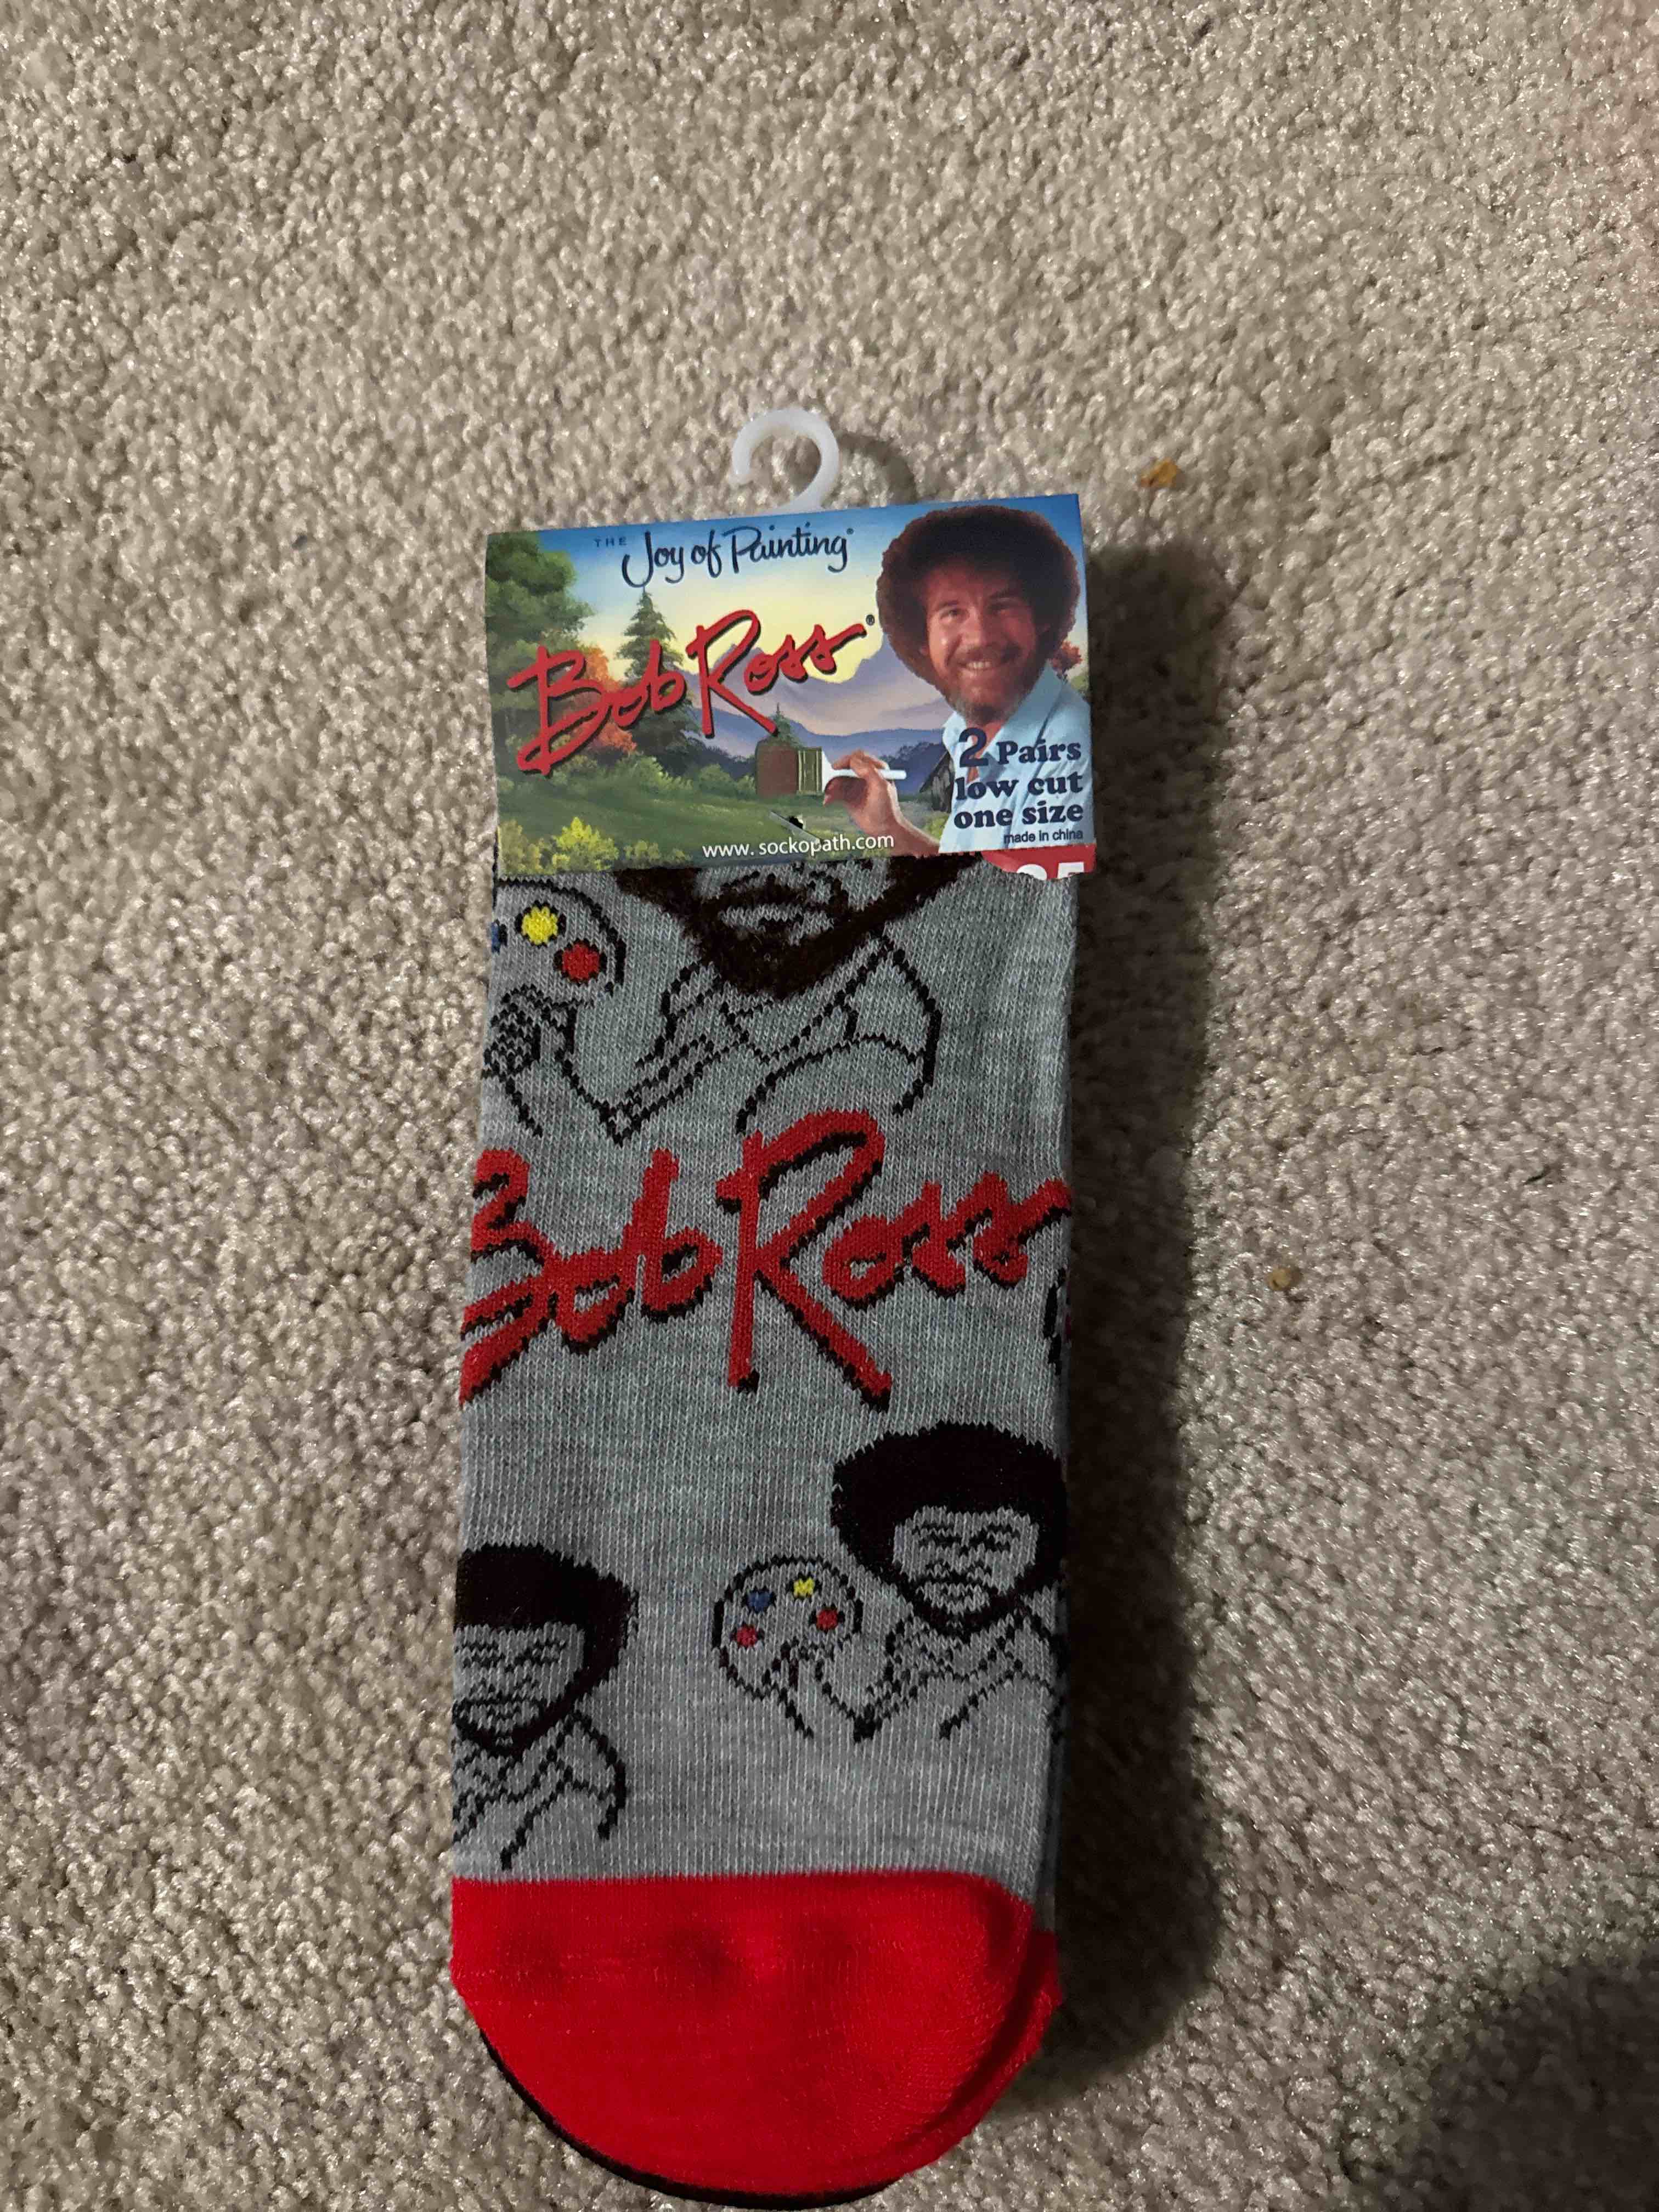 THE Joy of Painting®
Bob Ross®
2 Pairs
low cut
one size
made in china
www.sockopath.com
Bob Ross